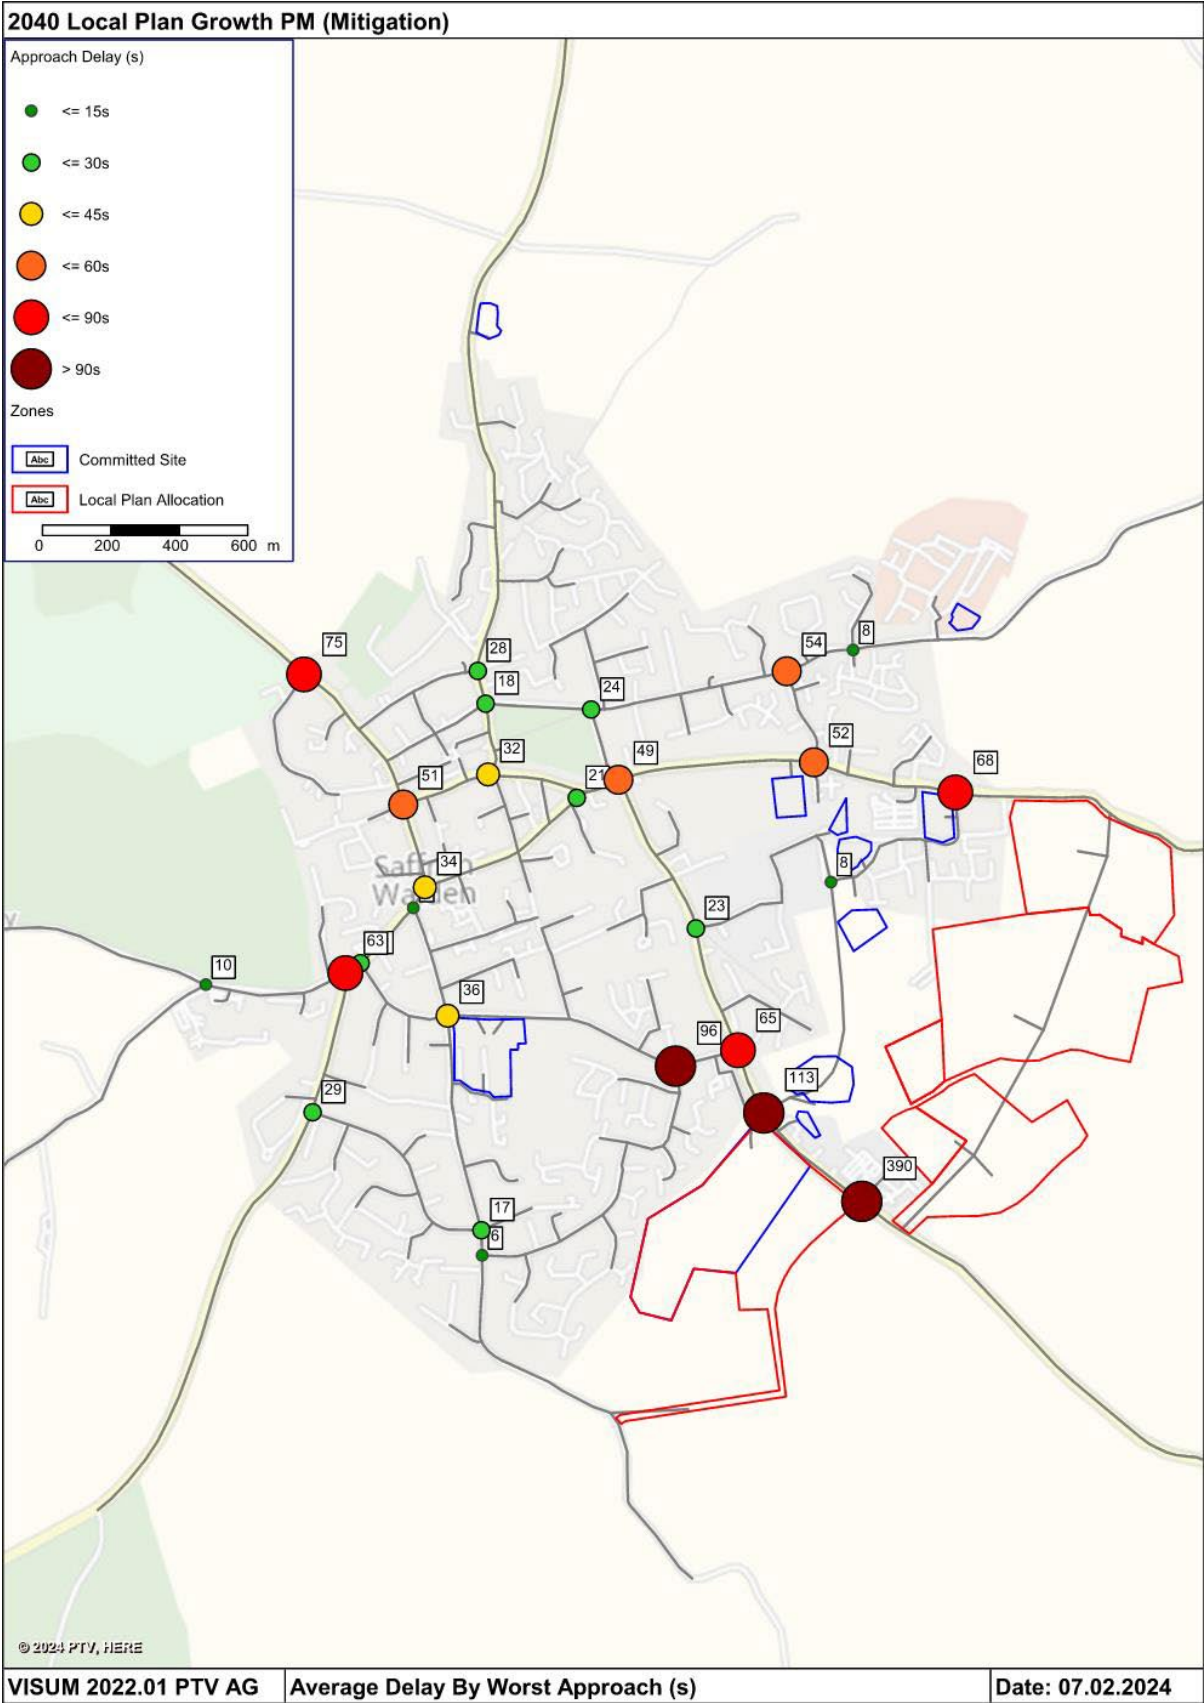 2040 Local Plan Growth PM (Mitigation)
Approach Delay (s)
<= 15s
<= 30s
<= 45s
<= 60s
<= 90s
> 90s
Zones
Abc Committed Site
Abc Local Plan Allocation
0 200 400 600 m
75
28
18
24
54
8
32
49
52
51
21
68
34
8
23
63
10
36
96
65
113
29
390
17
6
© 2024 PTV, HERE
VISUM 2022.01 PTV AG Average Delay By Worst Approach (s) Date: 07.02.2024